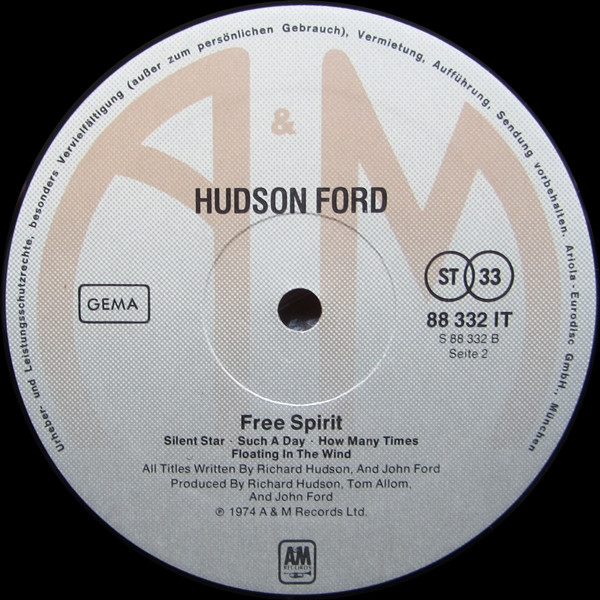 Urheber- und Leistungsschutzrechte, besonders Vervielfältigung (außer zum persönlichen Gebrauch), Vermietung, Aufführung, Sendung vorbehalten. Ariola-Eurodisc GmbH., München
A & M
HUDSON FORD
GEMA
ST 33
88 332 IT
S 88 332 B
Seite 2
Free Spirit
Silent Star · Such A Day · How Many Times
Floating In The Wind
All Titles Written By Richard Hudson, And John Ford
Produced By Richard Hudson, Tom Allom,
And John Ford
℗ 1974 A & M Records Ltd.
AM
RECORDS